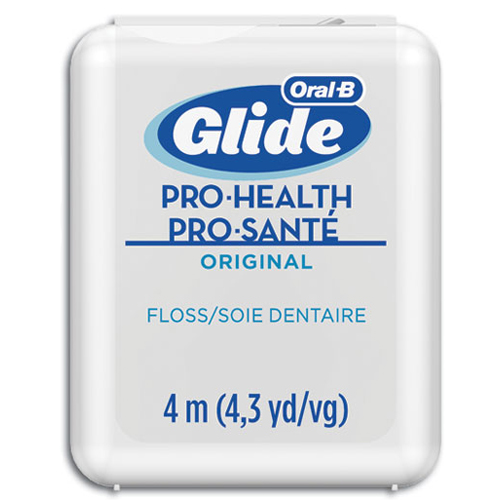 Oral-B
Glide
PRO·HEALTH
PRO·SANTÉ
ORIGINAL
FLOSS/SOIE DENTAIRE
4 m (4,3 yd/vg)